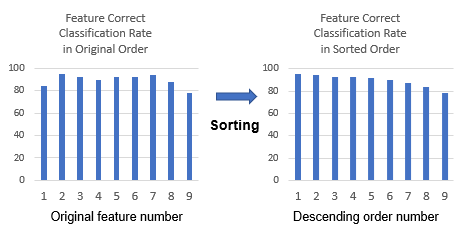 Feature Correct
Classification Rate
in Original Order
100
80
60
40
20
0
1 2 3 4 5 6 7 8 9
Original feature number
Sorting
Feature Correct
Classification Rate
in Sorted Order
100
80
60
40
20
0
1 2 3 4 5 6 7 8 9
Descending order number